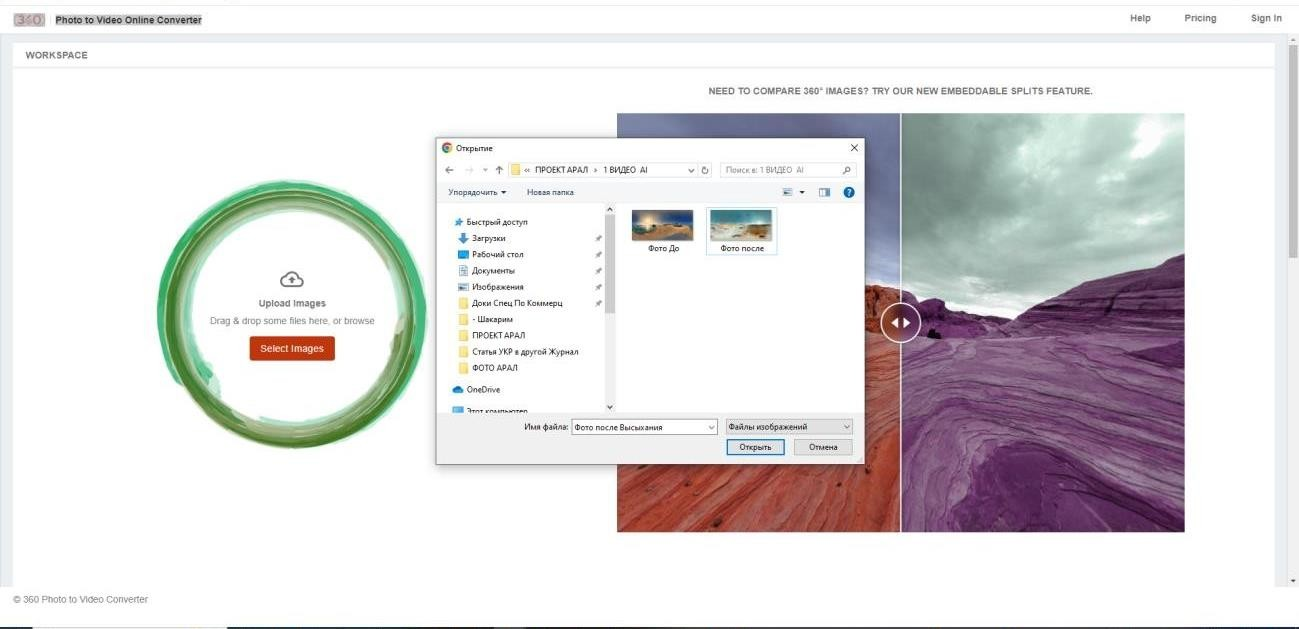 360 Photo to Video Online Converter
Help Pricing Sign In
WORKSPACE
NEED TO COMPARE 360° IMAGES? TRY OUR NEW EMBEDDABLE SPLITS FEATURE.
Upload Images
Drag & drop some files here, or browse
Select Images
Открытие
« ПРОЕКТ АРАЛ › 1 ВИДЕО AI
Поиск в: 1 ВИДЕО AI
Упорядочить Новая папка
Быстрый доступ
Загрузки
Рабочий стол
Документы
Изображения
Доки Спец По Коммерц
- Шакарим
ПРОЕКТ АРАЛ
Статья УКР в другой Журнал
ФОТО АРАЛ
OneDrive
Этот компьютер
Фото До
Фото после
Имя файла: Фото после Высыхания
Файлы изображений
Открыть Отмена
© 360 Photo to Video Converter